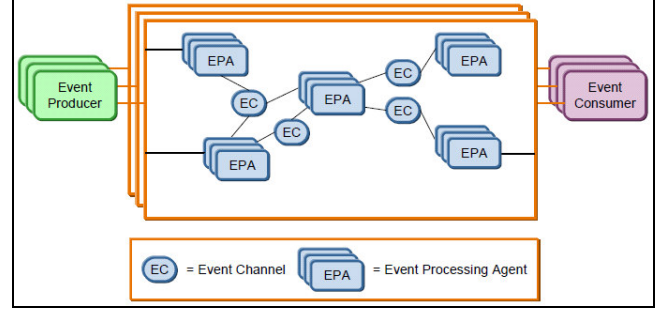 EPA
EPA
EC
Event
Producer
EC
EPA
Event
Consumer
EC
EC
EPA
EPA
EC = Event Channel
EPA = Event Processing Agent